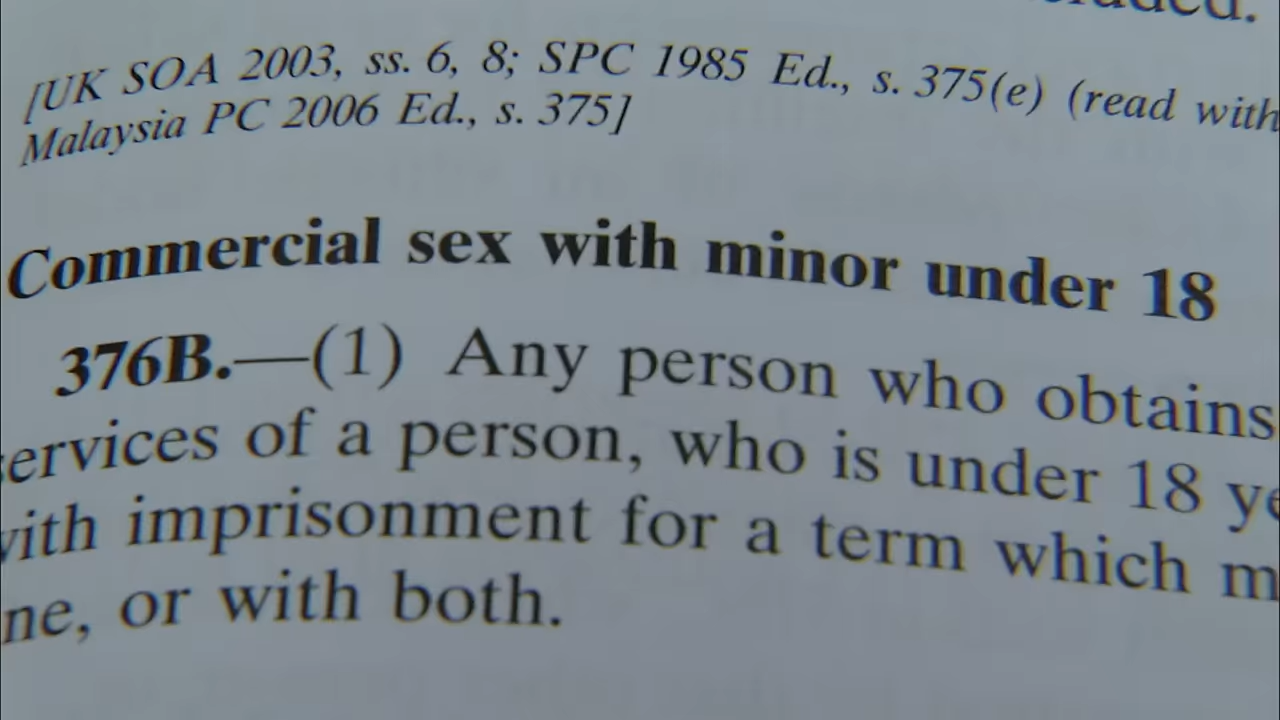 [UK SOA 2003, ss. 6, 8; SPC 1985 Ed., s. 375(e) (read with
Malaysia PC 2006 Ed., s. 375]
Commercial sex with minor under 18
376B.—(1) Any person who obtains
ervices of a person, who is under 18 ye
with imprisonment for a term which m
ne, or with both.